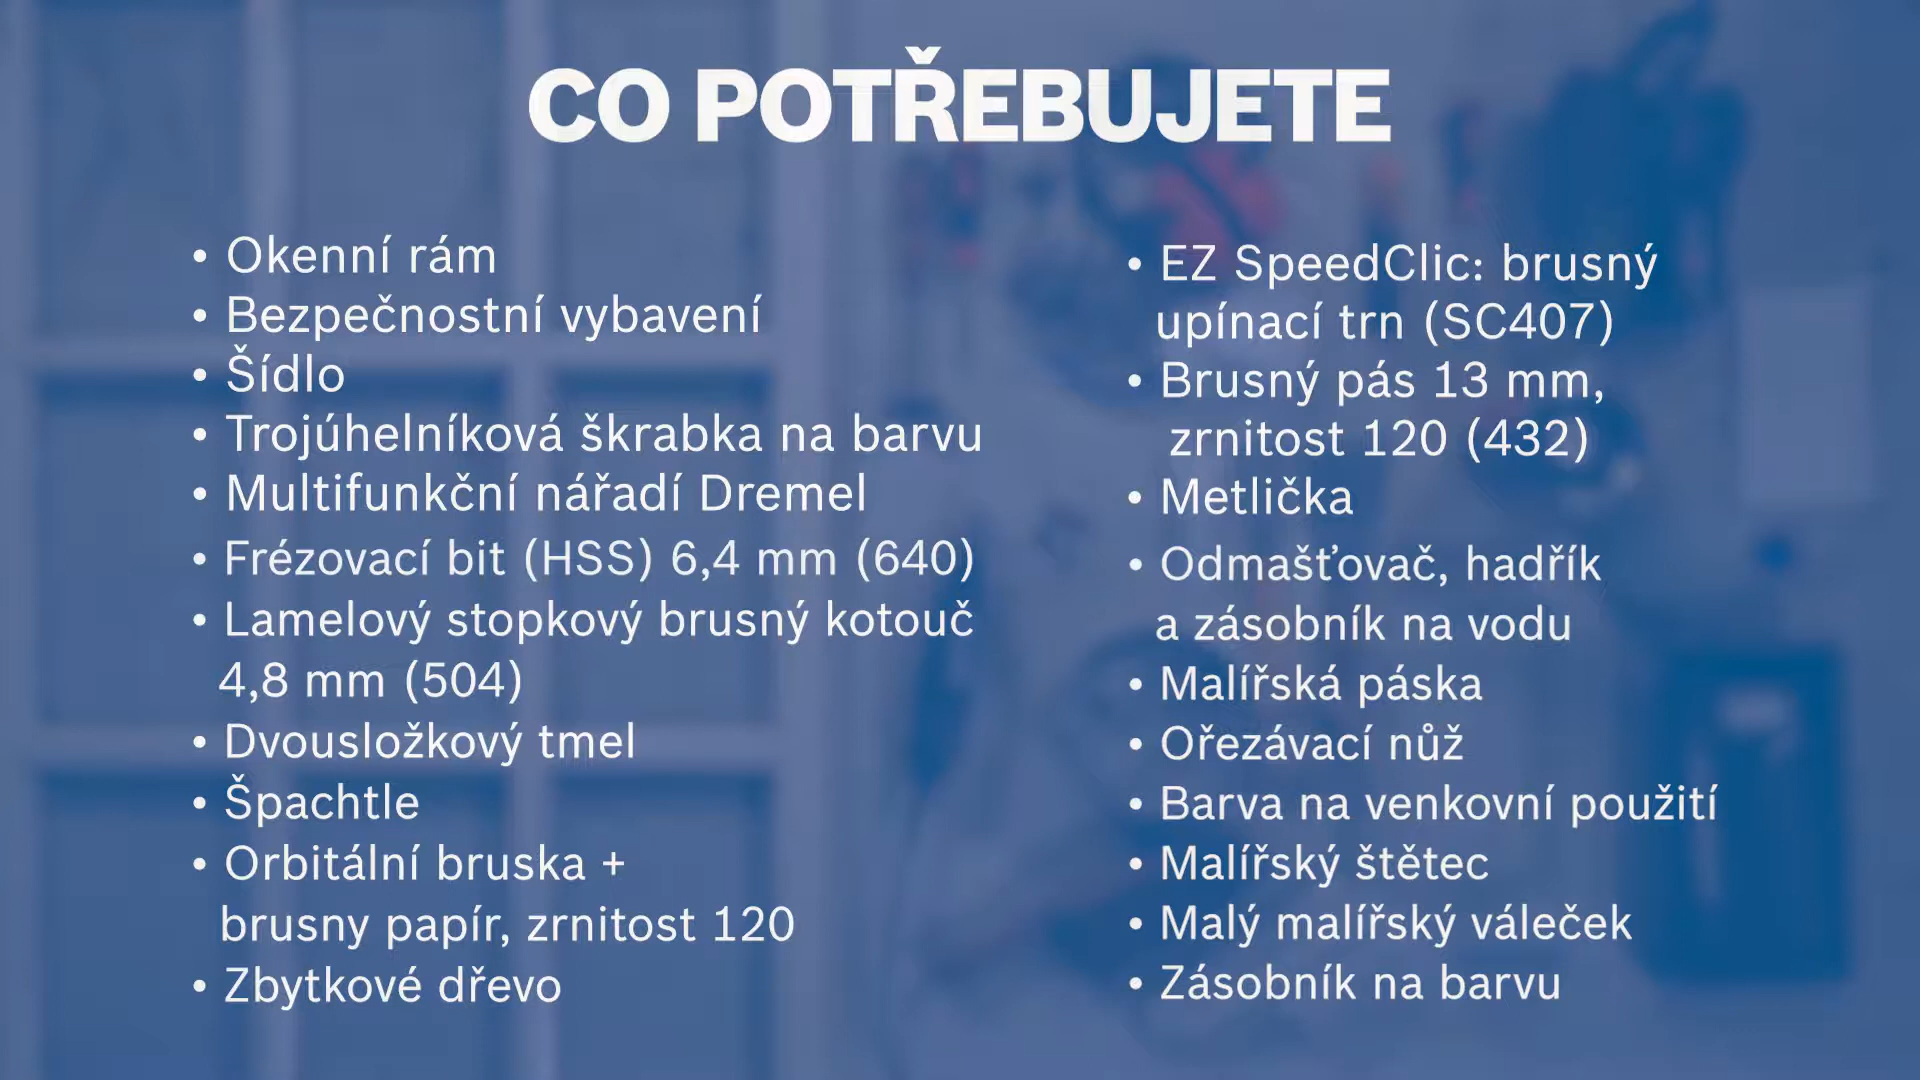 CO POTŘEBUJETE
• Okenní rám
• Bezpečnostní vybavení
• Šídlo
• Trojúhelníková škrabka na barvu
• Multifunkční nářadí Dremel
• Frézovací bit (HSS) 6,4 mm (640)
• Lamelový stopkový brusný kotouč
4,8 mm (504)
• Dvousložkový tmel
• Špachtle
• Orbitální bruska +
brusny papír, zrnitost 120
• Zbytkové dřevo
• EZ SpeedClic: brusný
upínací trn (SC407)
• Brusný pás 13 mm,
zrnitost 120 (432)
• Metlička
• Odmašťovač, hadřík
a zásobník na vodu
• Malířská páska
• Ořezávací nůž
• Barva na venkovní použití
• Malířský štětec
• Malý malířský váleček
• Zásobník na barvu